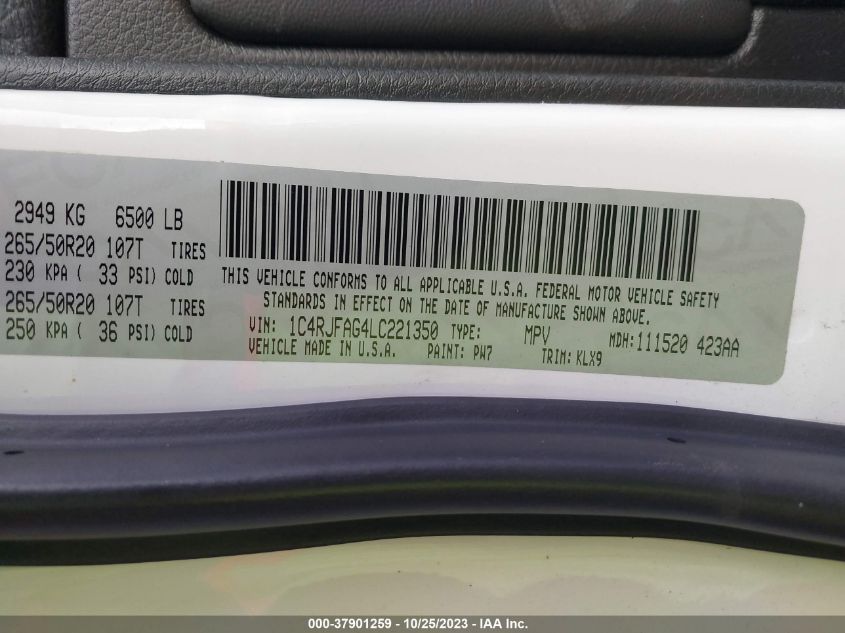 2949 KG 6500 LB
265/50R20 107T TIRES
230 KPA ( 33 PSI) COLD
265/50R20 107T TIRES
250 KPA ( 36 PSI) COLD
THIS VEHICLE CONFORMS TO ALL APPLICABLE U.S.A. FEDERAL MOTOR VEHICLE SAFETY
STANDARDS IN EFFECT ON THE DATE OF MANUFACTURE SHOWN ABOVE.
VIN: 1C4RJFAG4LC221350 TYPE: MPV MDH:111520 423AA
VEHICLE MADE IN U.S.A. PAINT: PW7 TRIM: KLX9
000-37901259 - 10/25/2023 - IAA Inc.